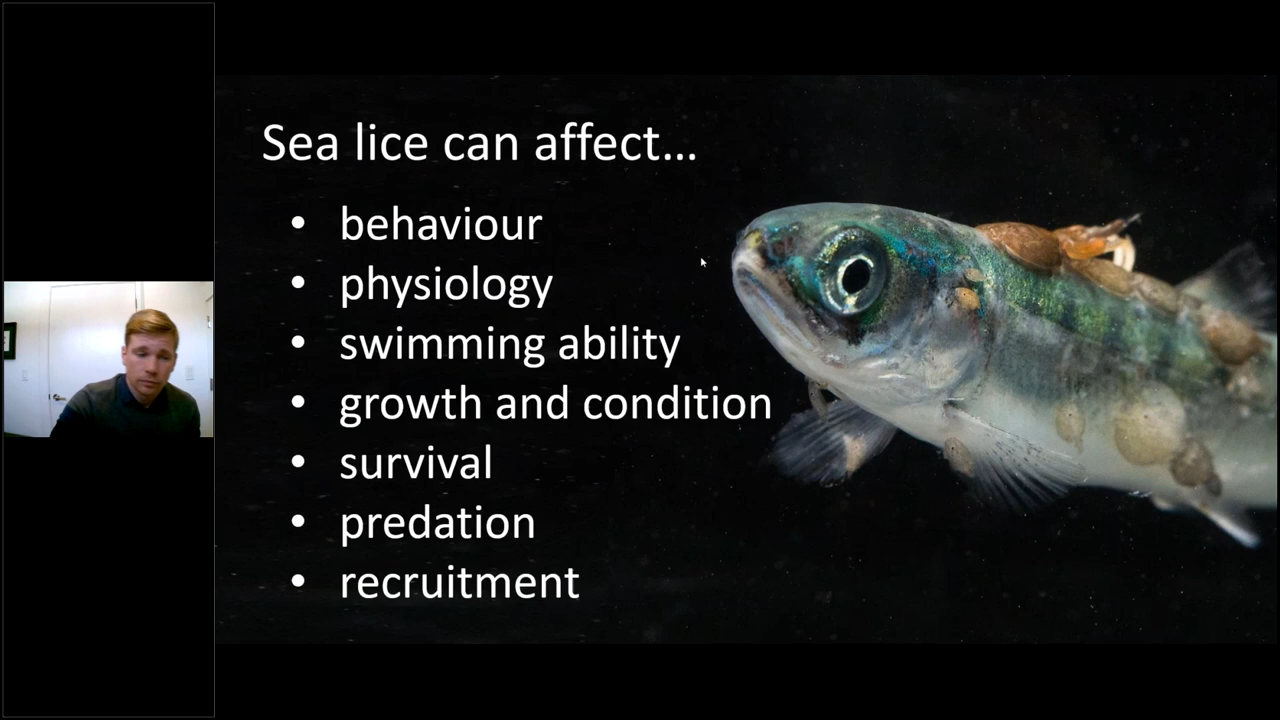 Sea lice can affect...
• behaviour
• physiology
• swimming ability
• growth and condition
• survival
• predation
• recruitment